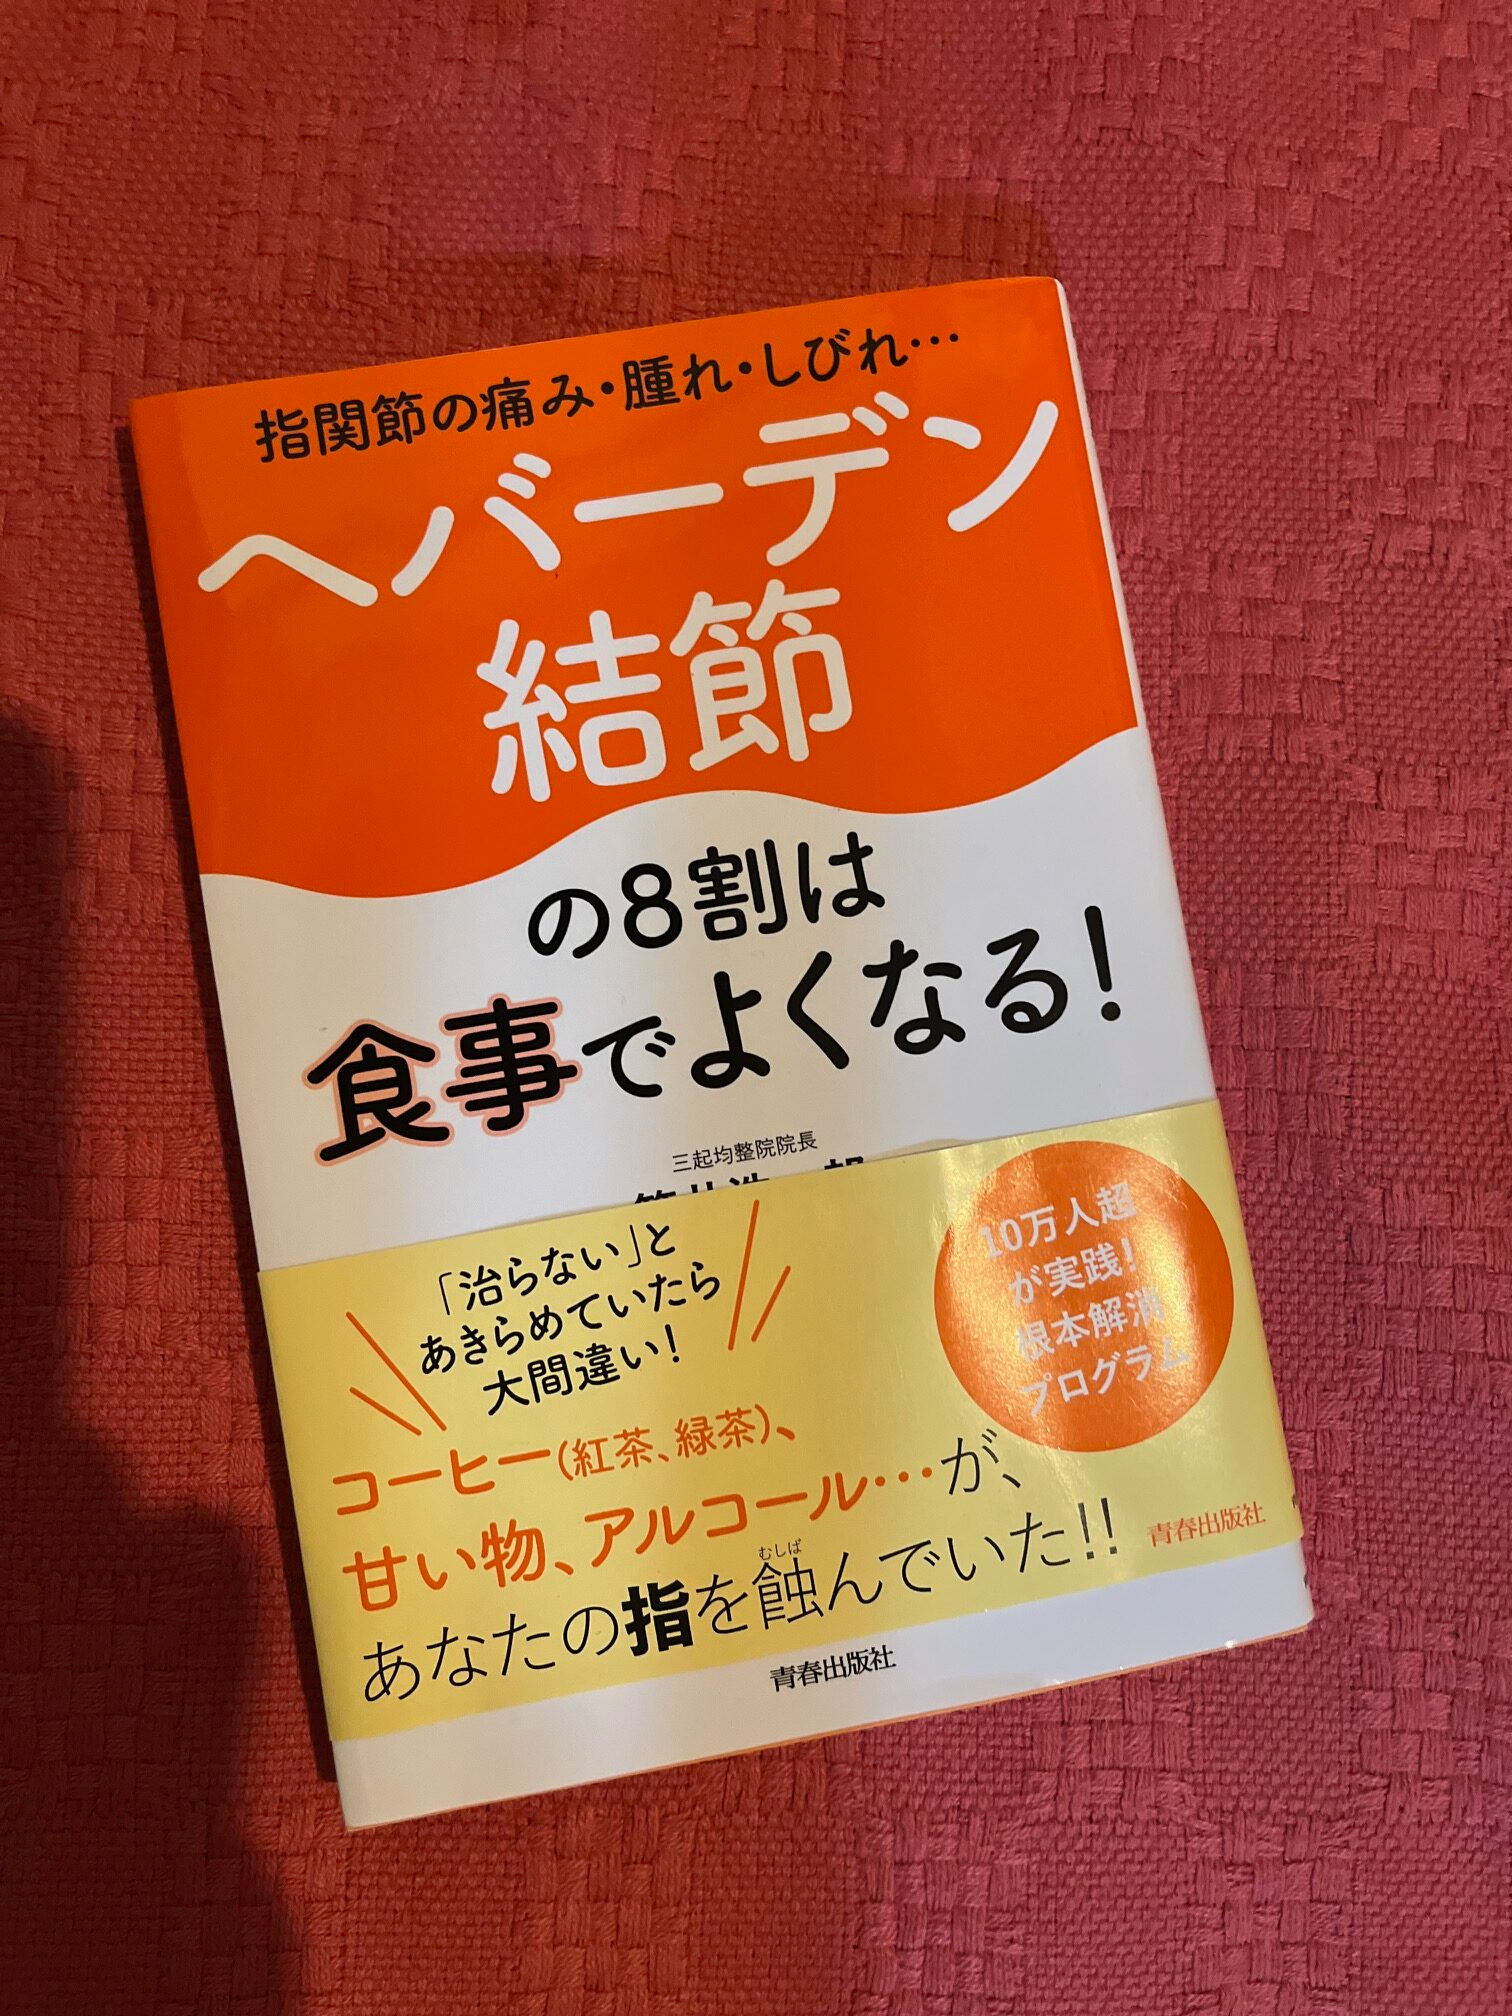 指関節の痛み・腫れ・しびれ…
ヘバーデン
結節
の8割は
食事でよくなる!
三起均整院院長
「治らない」と
あきらめていたら
大間違い!
10万人超
が実践!
根本解消
プログラム
コーヒー(紅茶、緑茶)、
甘い物、アルコール…が、
あなたの指を蝕んでいた!!
むしば
青春出版社
青春出版社